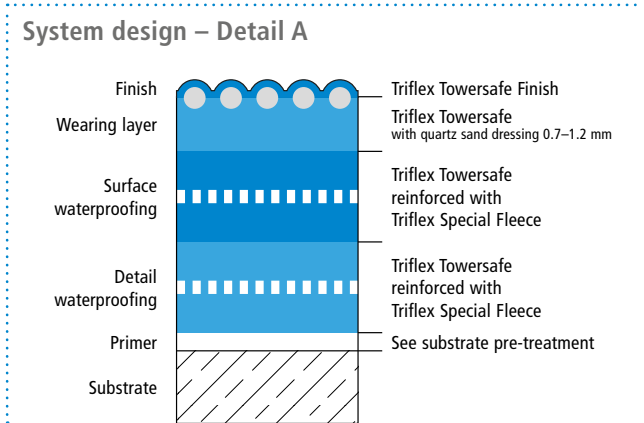 System design – Detail A
Finish
Triflex Towersafe Finish
Wearing layer
Triflex Towersafe
with quartz sand dressing 0.7–1.2 mm
Surface
waterproofing
Triflex Towersafe
reinforced with
Triflex Special Fleece
Detail
waterproofing
Triflex Towersafe
reinforced with
Triflex Special Fleece
Primer
See substrate pre-treatment
Substrate